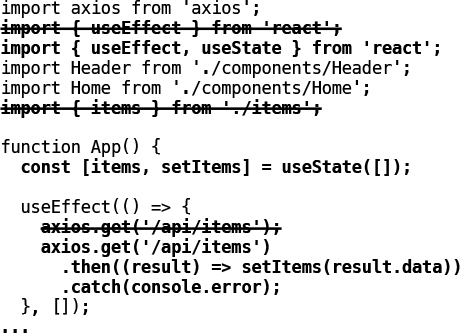 import axios from 'axios';
import { useEffect } from 'react';
import { useEffect, useState } from 'react';
import Header from './components/Header';
import Home from './components/Home';
import { items } from './items';
function App() {
const [items, setItems] = useState([]);
useEffect(() => {
axios.get('/api/items');
axios.get('/api/items')
.then((result) => setItems(result.data))
.catch(console.error);
}, []);
...